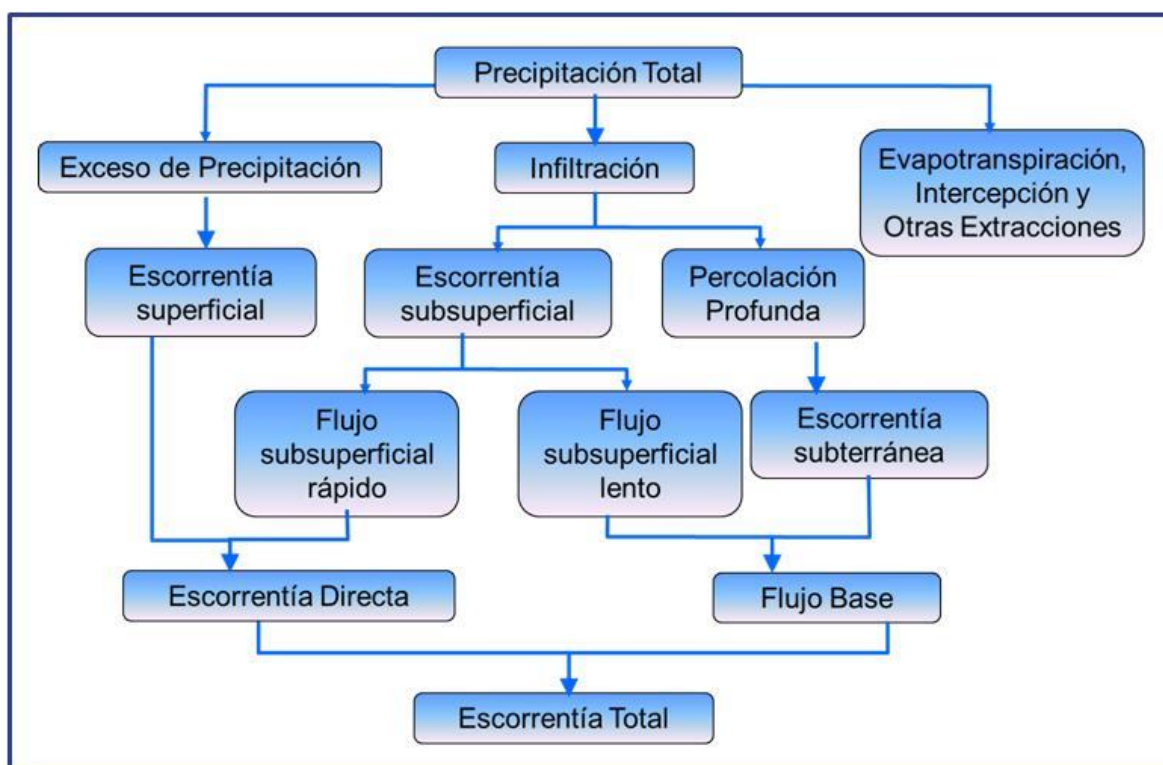 Precipitación Total
Exceso de Precipitación
Infiltración
Evapotranspiración,
Intercepción y
Otras Extracciones
Escorrentía
superficial
Escorrentía
subsuperficial
Percolación
Profunda
Flujo
subsuperficial
rápido
Flujo
subsuperficial
lento
Escorrentía
subterránea
Escorrentía Directa
Flujo Base
Escorrentía Total